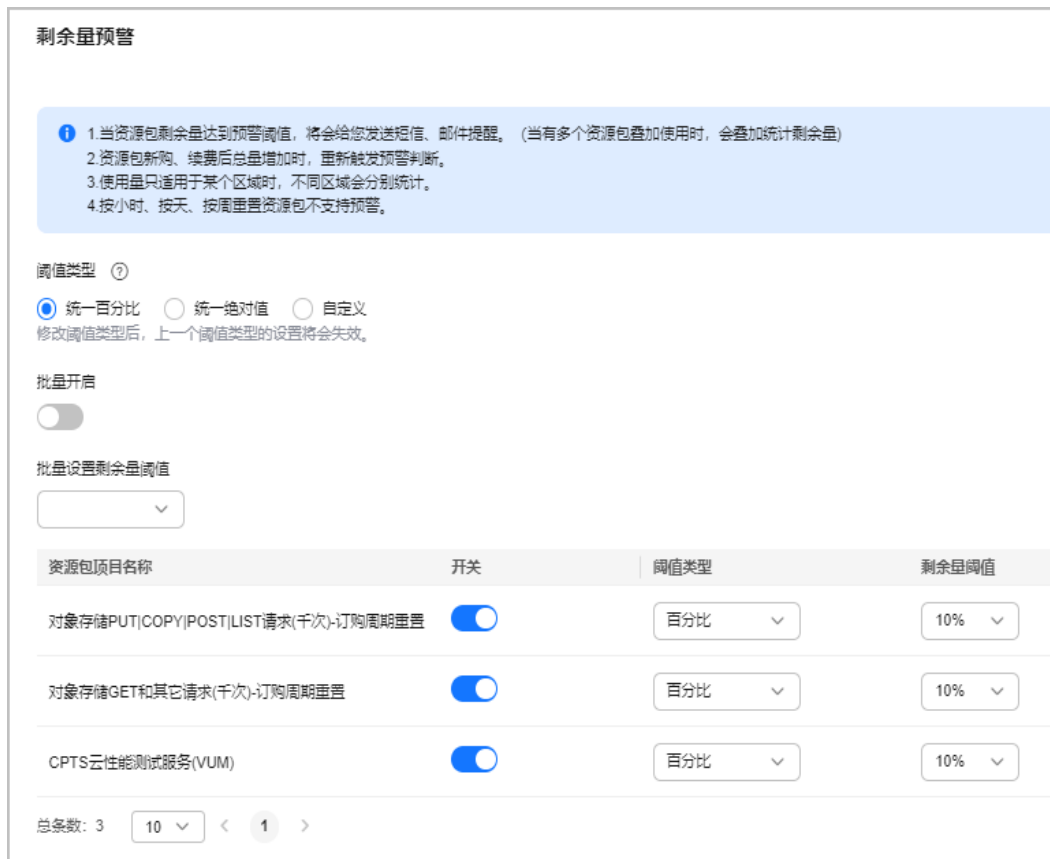 剩余量预警
1.当资源包剩余量达到预警阈值，将会给您发送短信、邮件提醒。（当有多个资源包叠加使用时，会叠加统计剩余量）
2.资源包新购、续费后总量增加时，重新触发预警判断。
3.使用量只适用于某个区域时，不同区域会分别统计。
4.按小时、按天、按周重置资源包不支持预警。
阈值类型 ?
统一百分比 统一绝对值 自定义
修改阈值类型后，上一个阈值类型的设置将会失效。
批量开启
批量设置剩余量阈值
资源包项目名称 开关 阈值类型 剩余量阈值
对象存储PUT|COPY|POST|LIST请求(千次)-订购周期重置 百分比 10%
对象存储GET和其它请求(千次)-订购周期重置 百分比 10%
CPTS云性能测试服务(VUM) 百分比 10%
总条数：3 10 < 1 >